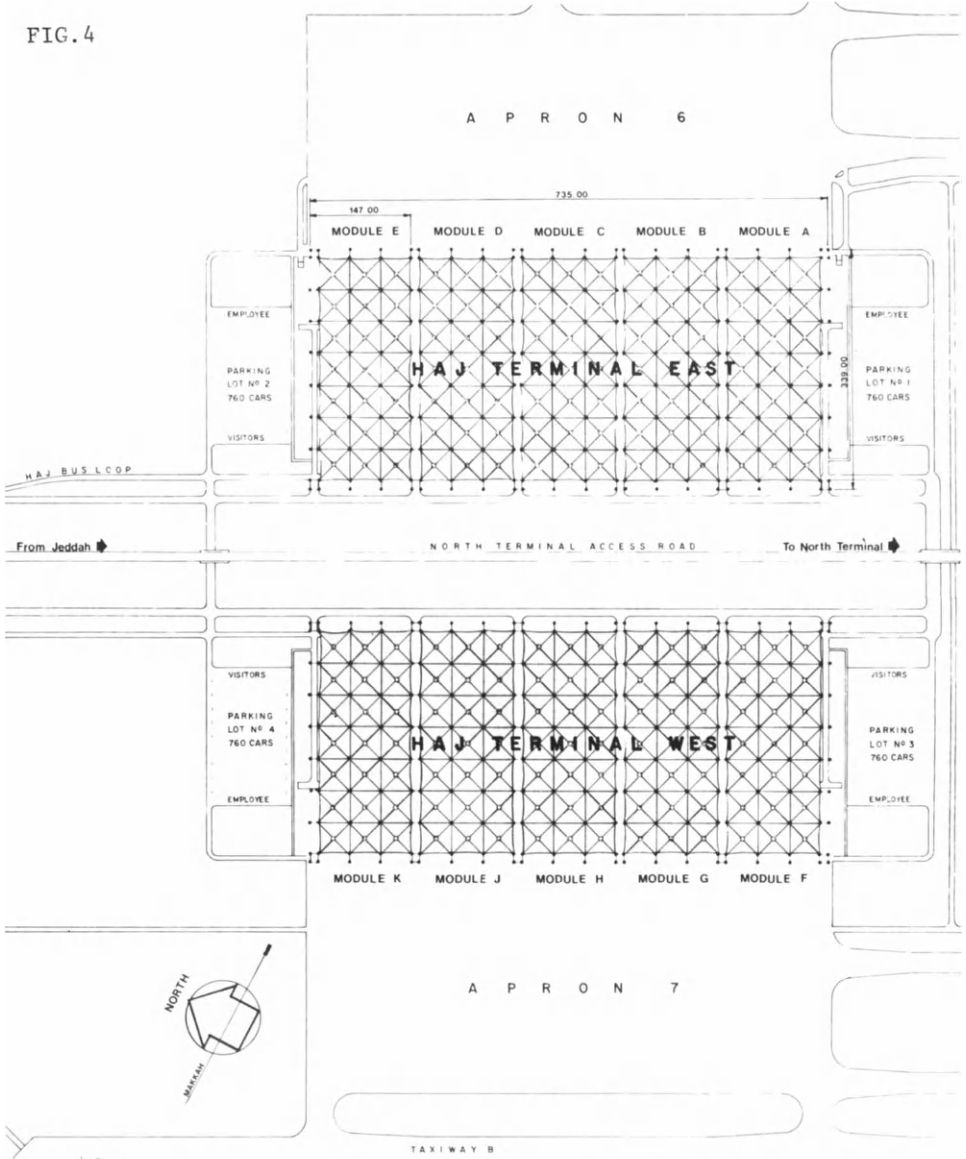 FIG.4
APRON 6
735.00
147.00
MODULE E MODULE D MODULE C MODULE B MODULE A
EMPLOYEE
PARKING
LOT Nº 2
760 CARS
VISITORS
HAJ TERMINAL EAST
339.00
EMPLOYEE
PARKING
LOT Nº 1
760 CARS
VISITORS
HAJ BUS LOOP
From Jeddah
NORTH TERMINAL ACCESS ROAD
To North Terminal
VISITORS
PARKING
LOT Nº 4
760 CARS
EMPLOYEE
HAJ TERMINAL WEST
VISITORS
PARKING
LOT Nº 3
760 CARS
EMPLOYEE
MODULE K MODULE J MODULE H MODULE G MODULE F
NORTH
MAKKAH
APRON 7
TAXIWAY B